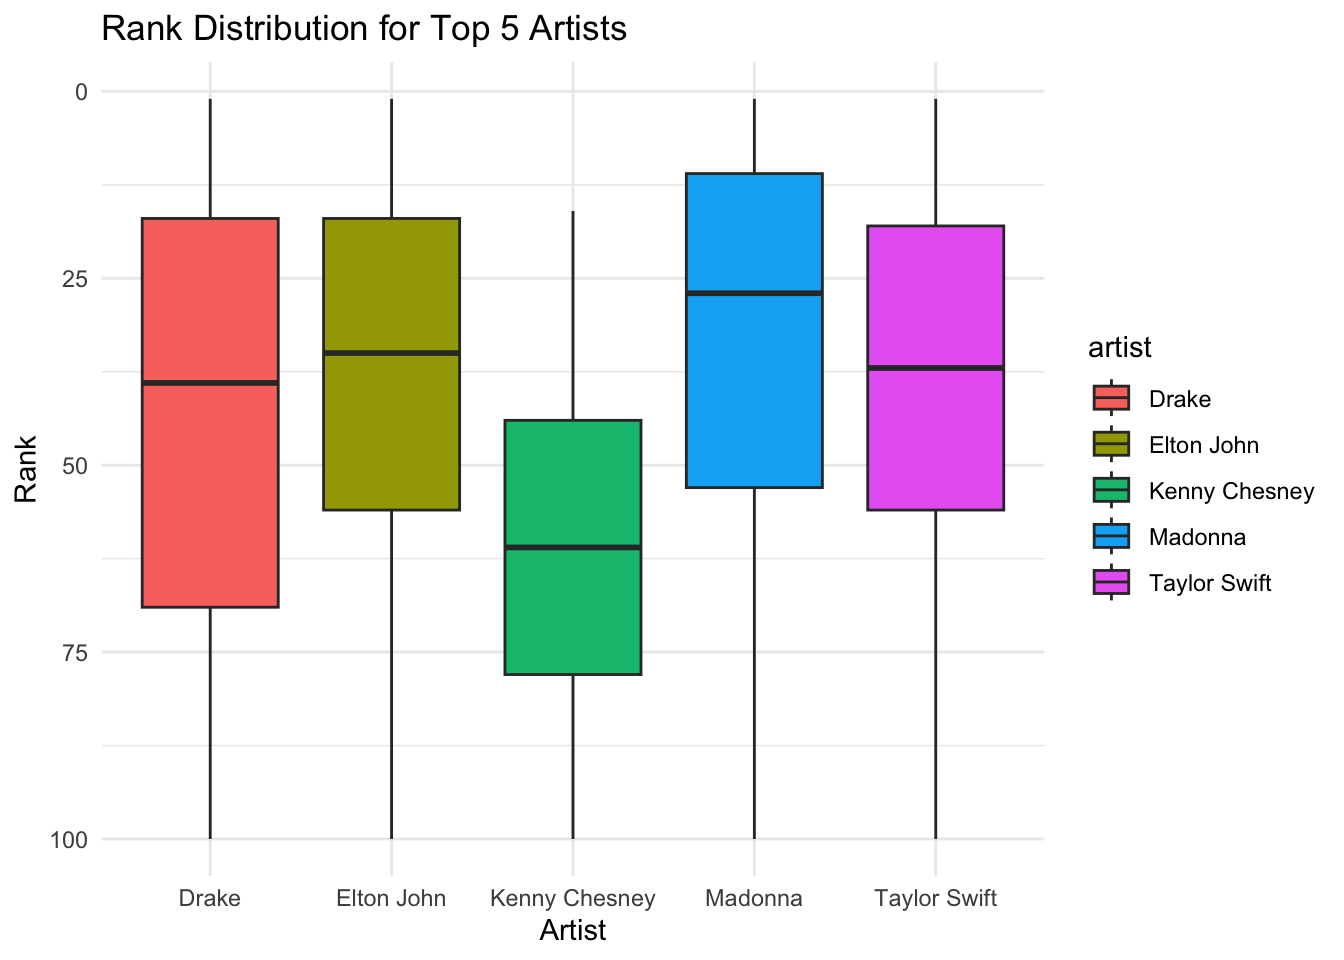 Rank Distribution for Top 5 Artists
0
25
50
75
100
Rank
Drake
Elton John
Kenny Chesney
Madonna
Taylor Swift
Artist
artist
Drake
Elton John
Kenny Chesney
Madonna
Taylor Swift